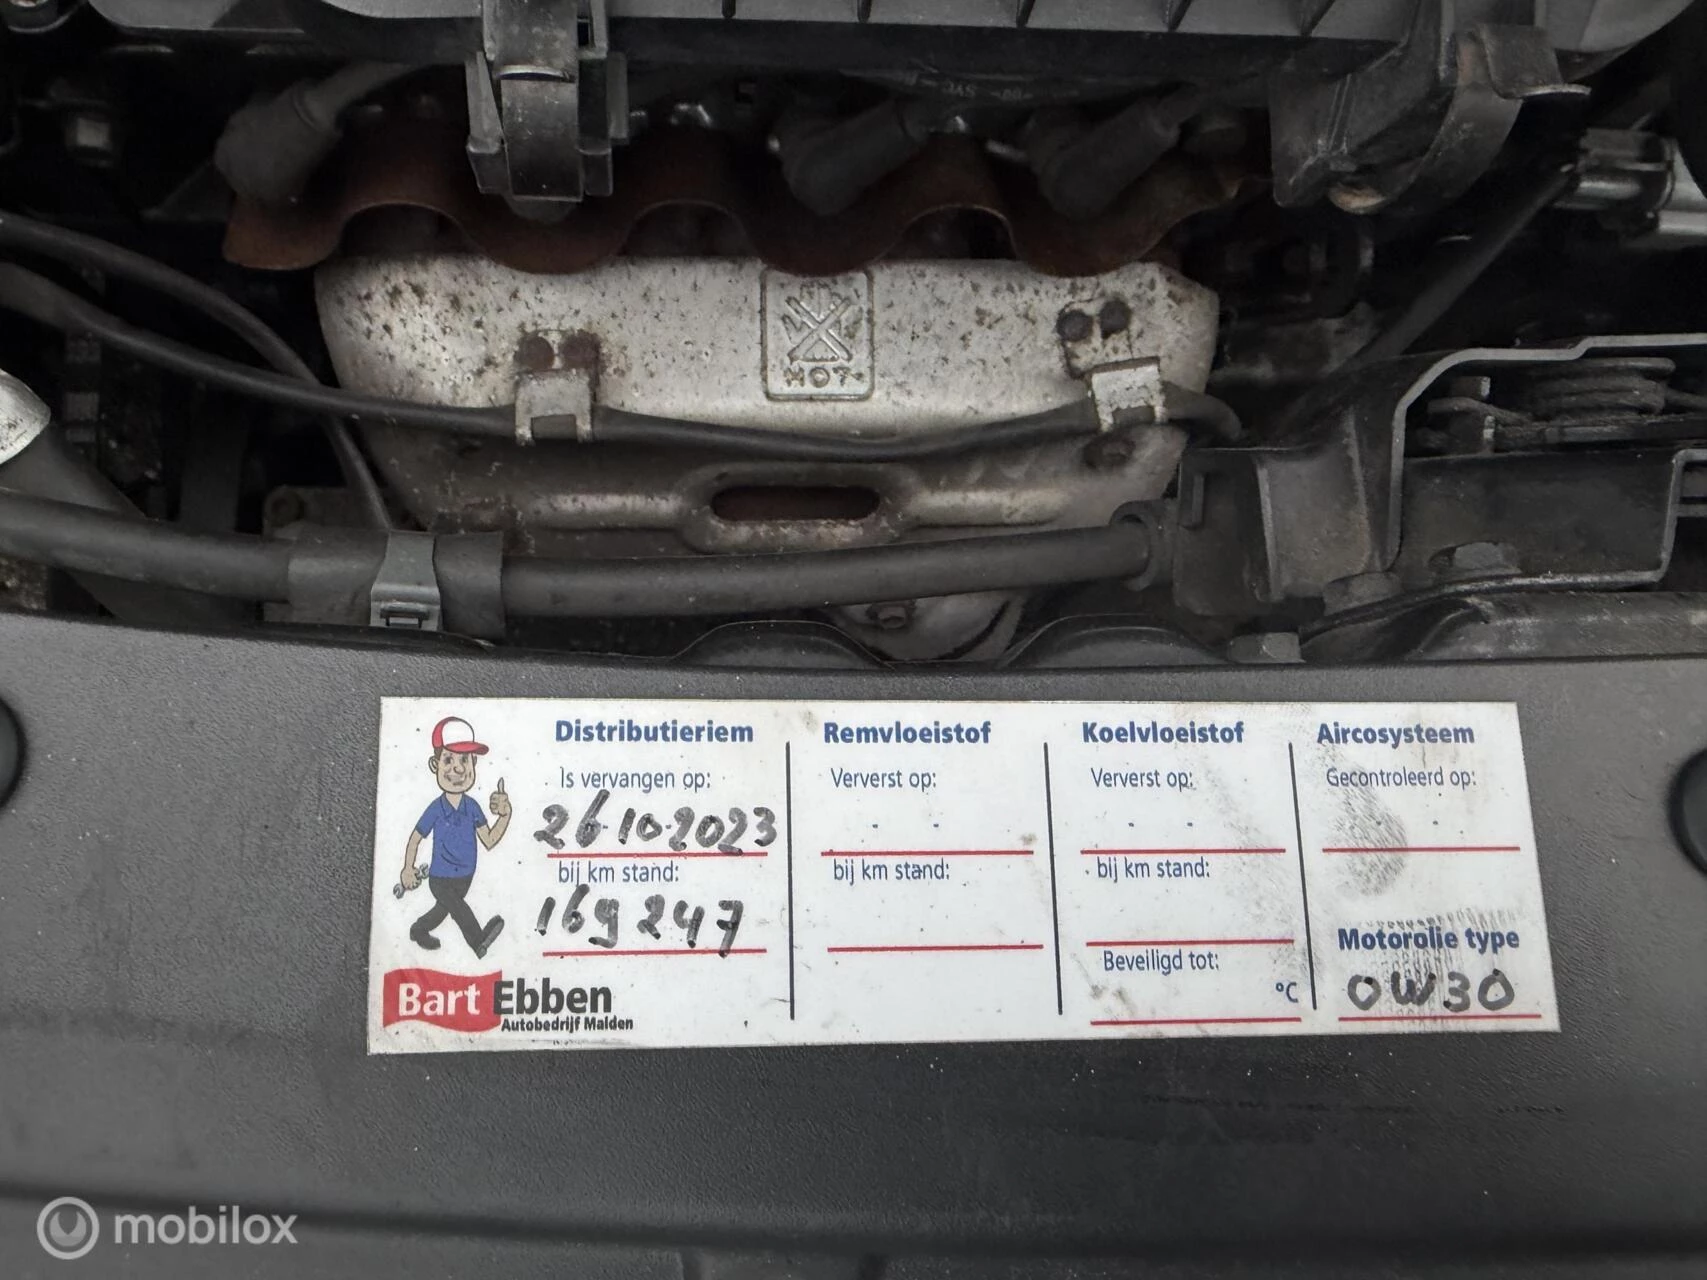 HOT
Distributieriem
Is vervangen op:
26-10-2023
bij km stand:
169247
Bart Ebben
Autobedrijf Malden
Remvloeistof
Ververst op:
- -
bij km stand:
Koelvloeistof
Ververst op:
- -
bij km stand:
Beveiligd tot:
°C
Aircosysteem
Gecontroleerd op:
- -
Motorolie type
0W30
mobilox